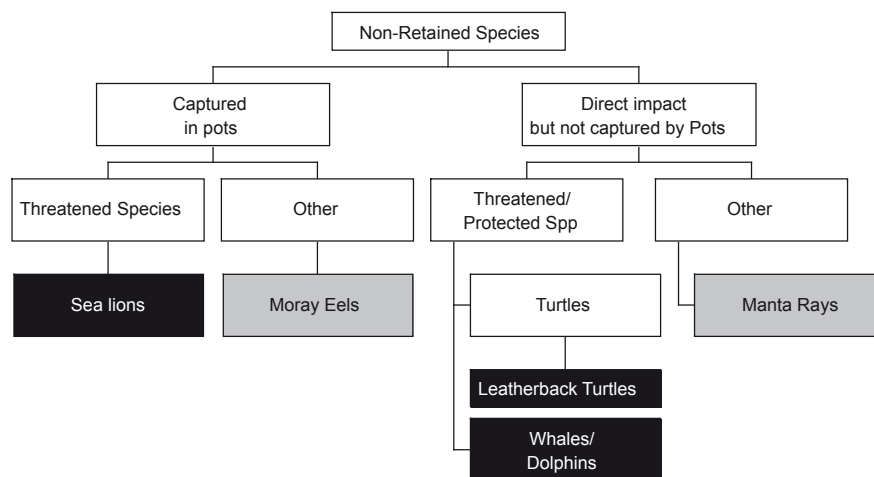 Non-Retained Species
Captured
in pots
Direct impact
but not captured by Pots
Threatened Species
Other
Threatened/
Protected Spp
Other
Sea lions
Moray Eels
Turtles
Manta Rays
Leatherback Turtles
Whales/
Dolphins